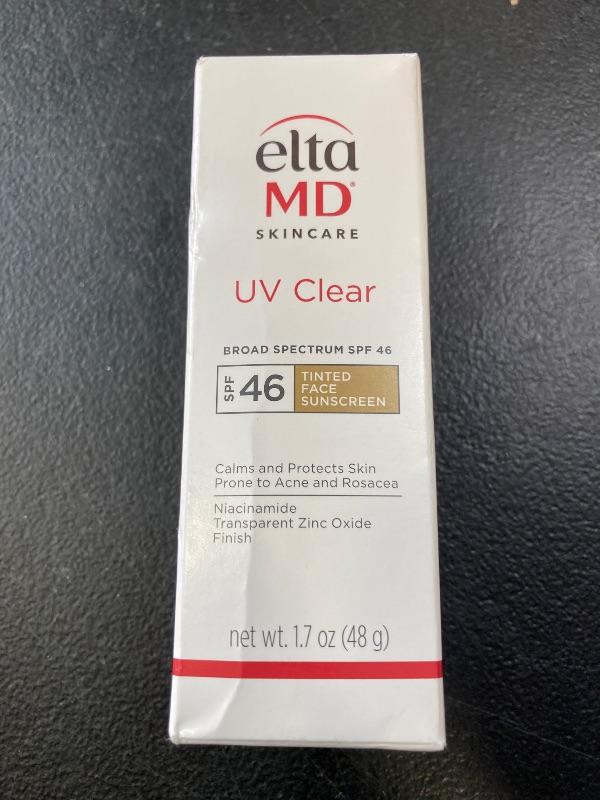 elta
MD®
SKINCARE
UV Clear
BROAD SPECTRUM SPF 46
SPF 46 TINTED
FACE
SUNSCREEN
Calms and Protects Skin
Prone to Acne and Rosacea
Niacinamide
Transparent Zinc Oxide
Finish
net wt. 1.7 oz (48 g)